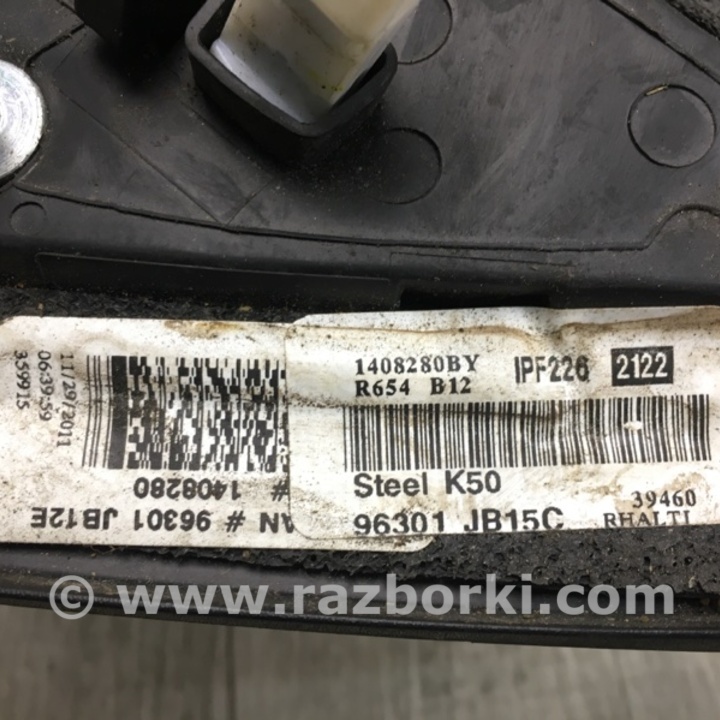 1408280BY IPF226 2122
R654 B12
Steel K50
39460
96301 JB15C RHALTI
359915
06:39:59
11/29/2011
# 1408280
AN # 96301 JB12E
© www.razborki.com